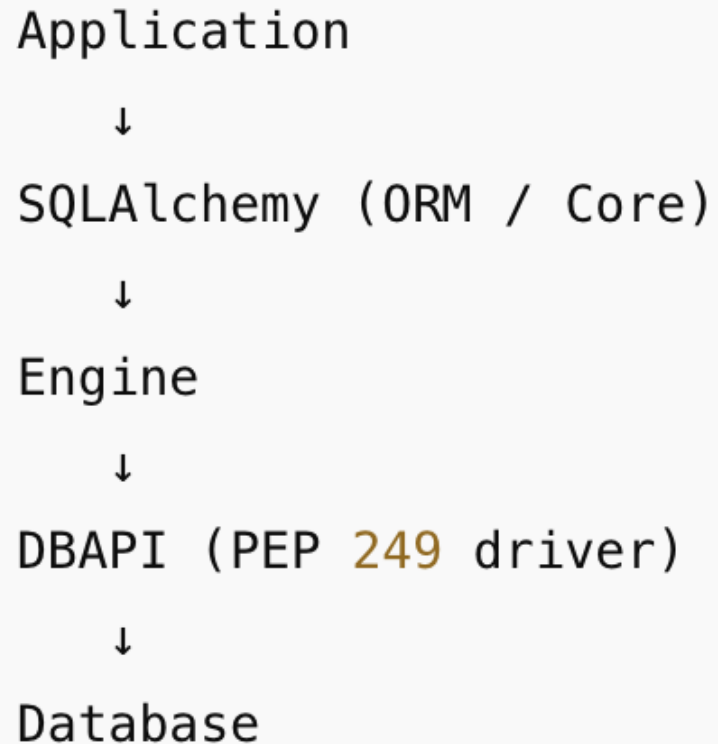 Application
↓
SQLAlchemy (ORM / Core)
↓
Engine
↓
DBAPI (PEP 249 driver)
↓
Database